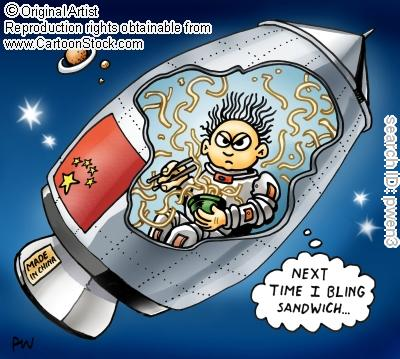 © Original Artist
Reproduction rights obtainable from
www.CartoonStock.com
search ID: pwen3
MADE
IN CHINA
NEXT
TIME I BLING
SANDWICH...
PW